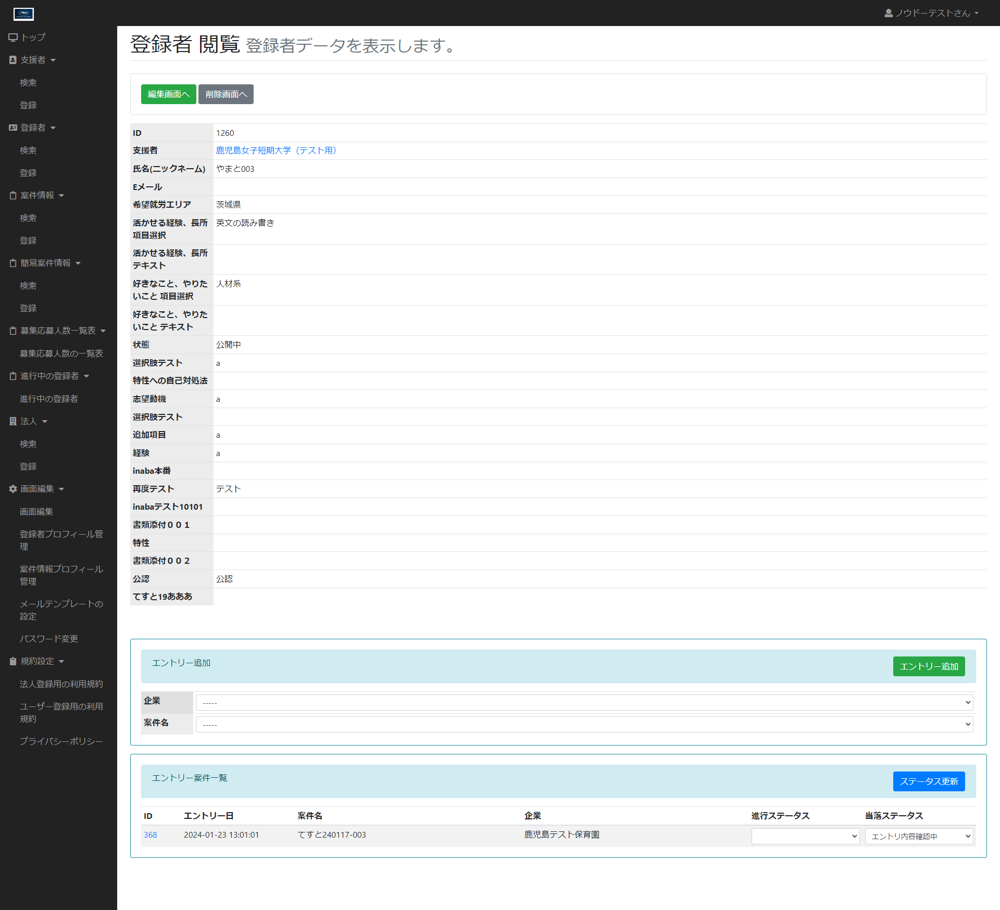 ノウドーテストさん
トップ
支援者
検索
登録
登録者
検索
登録
案件情報
検索
登録
簡易案件情報
検索
登録
募集応募人数一覧表
募集応募人数の一覧表
進行中の登録者
進行中の登録者
法人
検索
登録
画面編集
画面編集
登録者プロフィール管
理
案件情報プロフィール
管理
メールテンプレートの
設定
パスワード変更
規約設定
法人登録用の利用規約
ユーザー登録用の利用
規約
プライバシーポリシー
登録者 閲覧 登録者データを表示します。
編集画面へ 削除画面へ
ID 1260
支援者 鹿児島女子短期大学（テスト用）
氏名(ニックネーム) やまと003
Eメール
希望就労エリア 茨城県
活かせる経験、長所 英文の読み書き
項目選択
活かせる経験、長所
テキスト
好きなこと、やりた 人材系
いこと 項目選択
好きなこと、やりた
いこと テキスト
状態 公開中
選択肢テスト a
特性への自己対処法
志望動機 a
選択肢テスト
追加項目 a
経験 a
inaba本番
再度テスト テスト
inabaテスト10101
書類添付００１
特性
書類添付００２
公認 公認
てすと19あああ
エントリー追加 エントリー追加
企業 -----
案件名 -----
エントリー案件一覧 ステータス更新
ID エントリー日 案件名 企業 進行ステータス 当落ステータス
368 2024-01-23 13:01:01 てすと240117-003 鹿児島テスト保育園 エントリ内容確認中